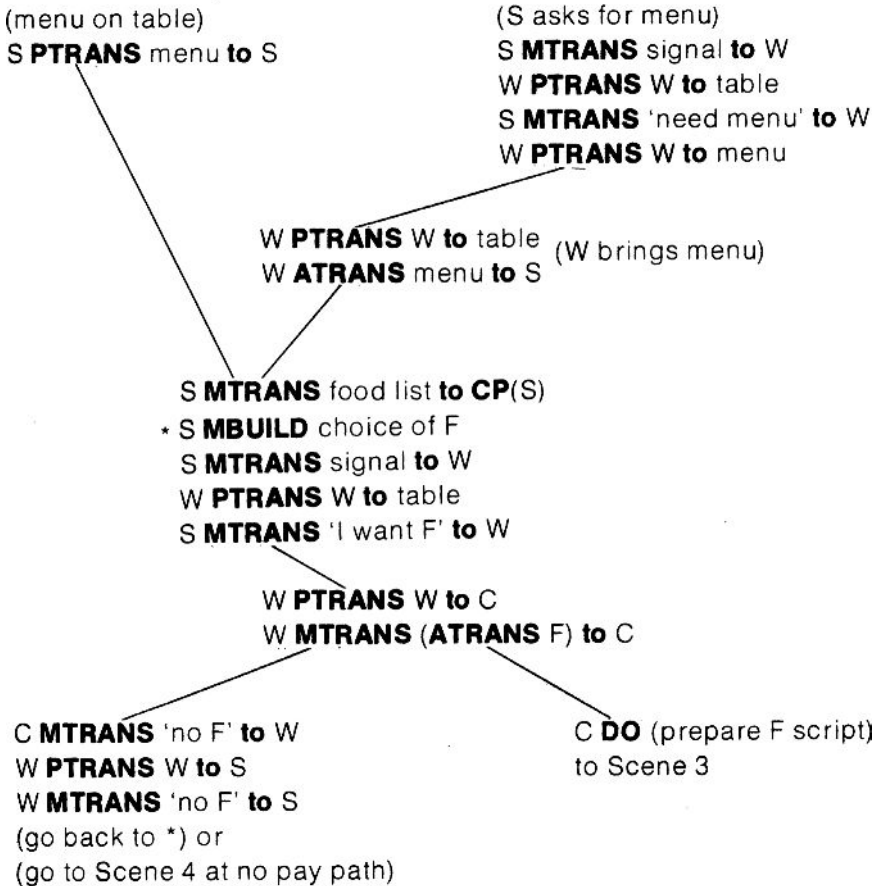 (menu on table)
S PTRANS menu to S
(S asks for menu)
S MTRANS signal to W
W PTRANS W to table
S MTRANS ‘need menu’ to W
W PTRANS W to menu
W PTRANS W to table
W ATRANS menu to S
(W brings menu)
S MTRANS food list to CP(S)
* S MBUILD choice of F
S MTRANS signal to W
W PTRANS W to table
S MTRANS ‘I want F’ to W
W PTRANS W to C
W MTRANS (ATRANS F) to C
C MTRANS ‘no F’ to W
W PTRANS W to S
W MTRANS ‘no F’ to S
(go back to *) or
(go to Scene 4 at no pay path)
C DO (prepare F script)
to Scene 3